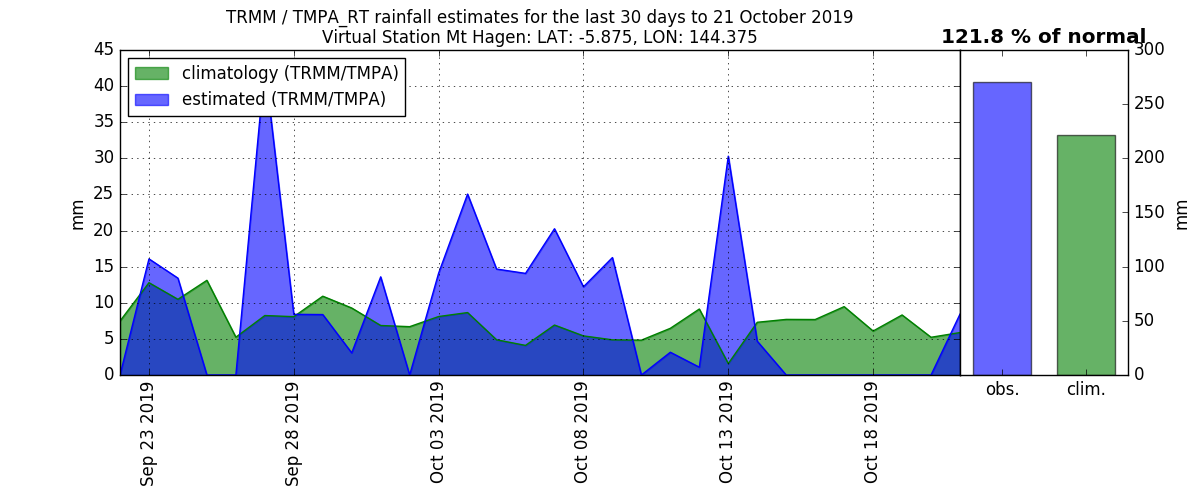 TRMM / TMPA_RT rainfall estimates for the last 30 days to 21 October 2019
Virtual Station Mt Hagen: LAT: -5.875, LON: 144.375
121.8 % of normal
climatology (TRMM/TMPA)
estimated (TRMM/TMPA)
45
40
35
30
25
20
15
10
5
0
mm
Sep 23 2019
Sep 28 2019
Oct 03 2019
Oct 08 2019
Oct 13 2019
Oct 18 2019
300
250
200
150
100
50
0
mm
obs.
clim.